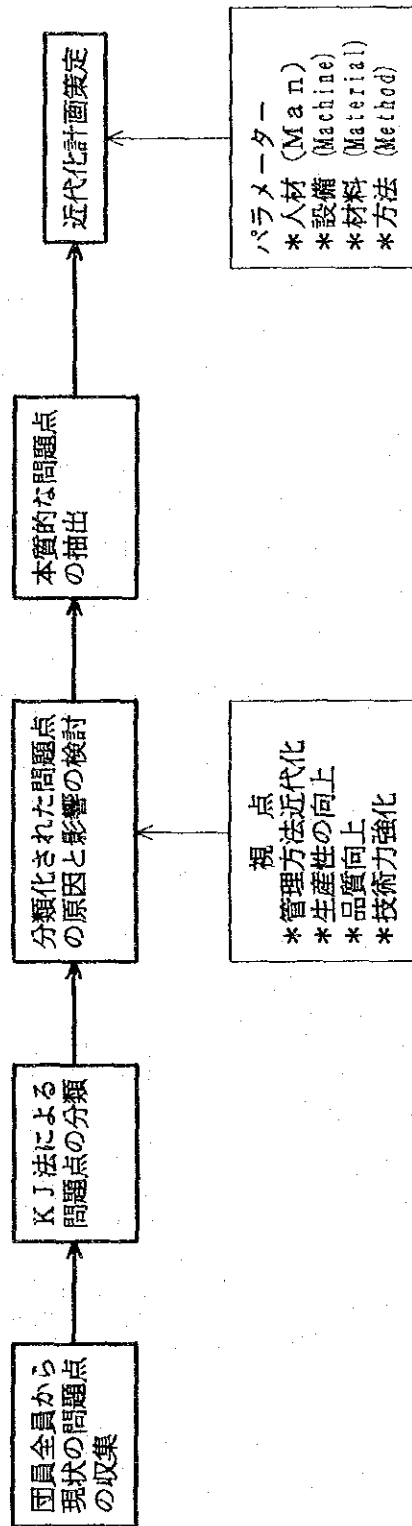 団員全員から
現状の問題点
の収集
KJ法による
問題点の分類
分類化された問題点
の原因と影響の検討
本質的な問題点
の抽出
近代化計画策定
視 点
*管理方法近代化
*生産性の向上
*品質向上
*技術力強化
パラメーター
*人材 (Man)
*設備 (Machine)
*材料 (Material)
*方法 (Method)